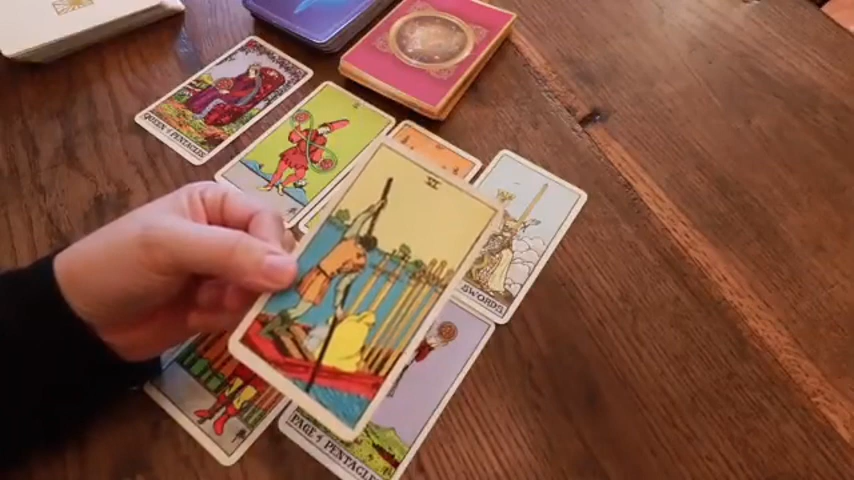 QUEEN of PENTACLES.
VI
SWORDS.
PAGE of PENTACLES.